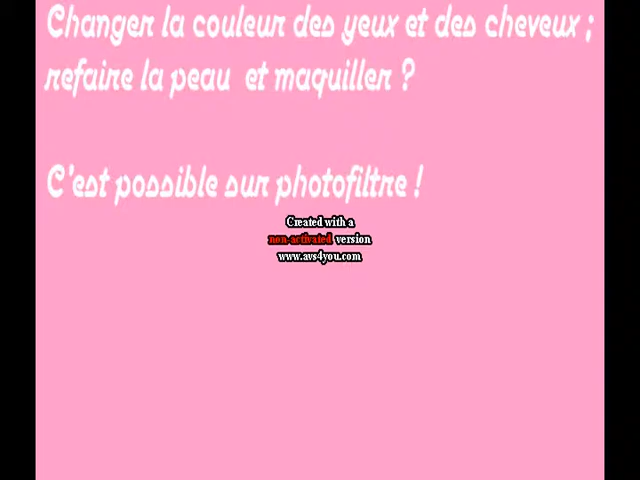 Changer la couleur des yeux et des cheveux ;
refaire la peau et maquiller ?
C'est possible sur photofiltre !
Created with a
non-activated version
www.avs4you.com